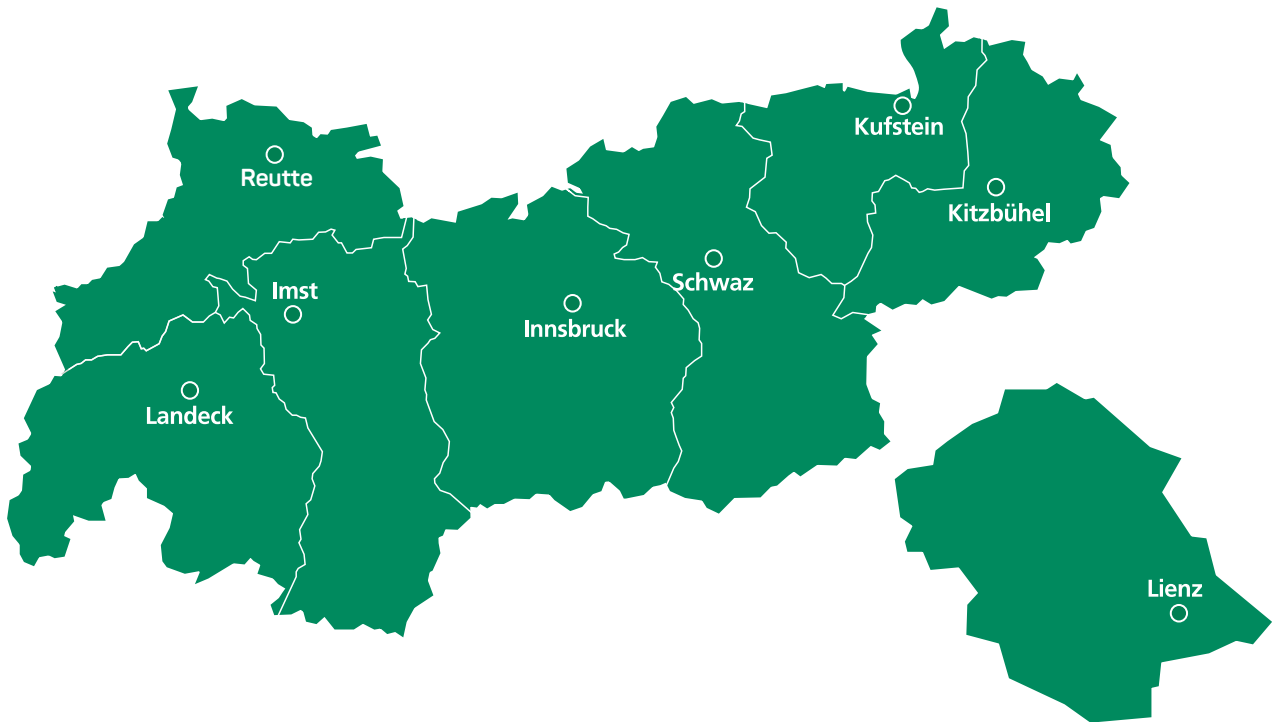 Kufstein
Reutte
Kitzbühel
Schwaz
Imst
Innsbruck
Landeck
Lienz